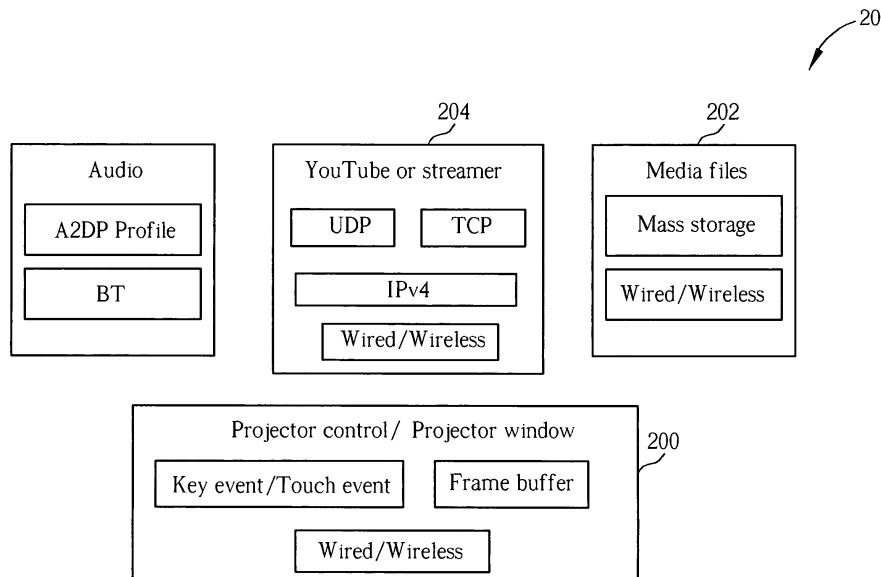 20
204
202
Audio
A2DP Profile
BT
YouTube or streamer
UDP
TCP
IPv4
Wired/Wireless
Media files
Mass storage
Wired/Wireless
Projector control/ Projector window
200
Key event/Touch event
Frame buffer
Wired/Wireless